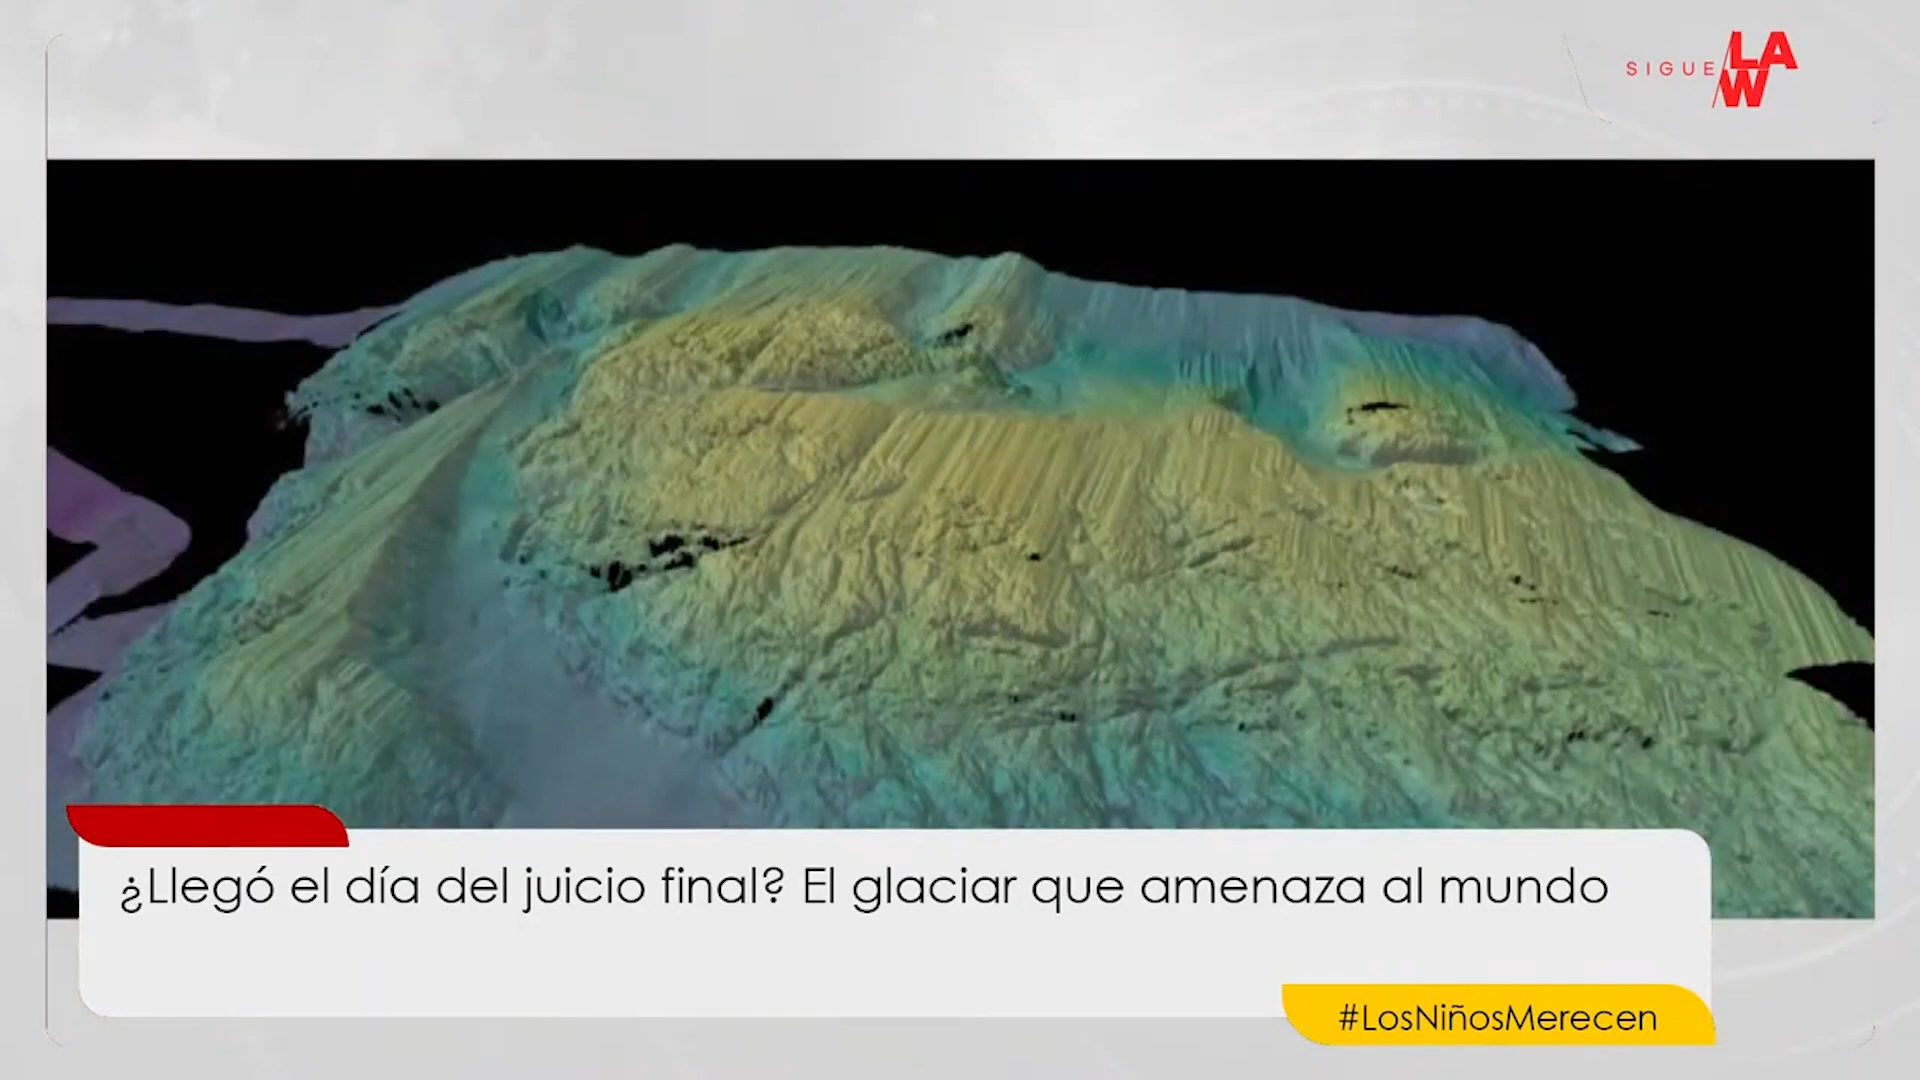 SIGUE LA W
¿Llegó el día del juicio final? El glaciar que amenaza al mundo
#LosNiñosMerecen